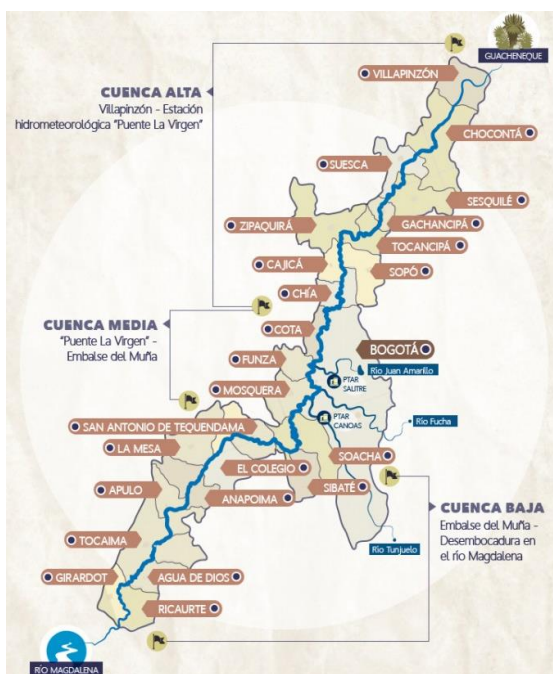 GUACHENEQUE
VILLAPINZÓN
CUENCA ALTA
Villapinzón - Estación
hidrometeorológica "Puente La Virgen"
CHOCONTÁ
SUESCA
SESQUILÉ
ZIPAQUIRÁ
GACHANCIPÁ
TOCANCIPÁ
CAJICÁ
SOPÓ
CHÍA
CUENCA MEDIA
"Puente La Virgen" -
Embalse del Muña
COTA
BOGOTÁ
FUNZA
Río Juan Amarillo
PTAR
SALITRE
MOSQUERA
Río Fucha
PTAR
CANOAS
SAN ANTONIO DE TEQUENDAMA
LA MESA
SOACHA
EL COLEGIO
SIBATÉ
APULO
ANAPOIMA
CUENCA BAJA
Embalse del Muña -
Desembocadura en
el río Magdalena
TOCAIMA
Río Tunjuelo
GIRARDOT
AGUA DE DIOS
RICAURTE
RÍO MAGDALENA